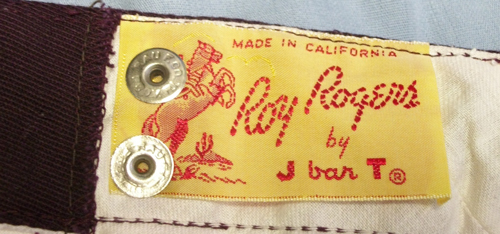 MADE IN CALIFORNIA
Roy Rogers
by
J bar T ®